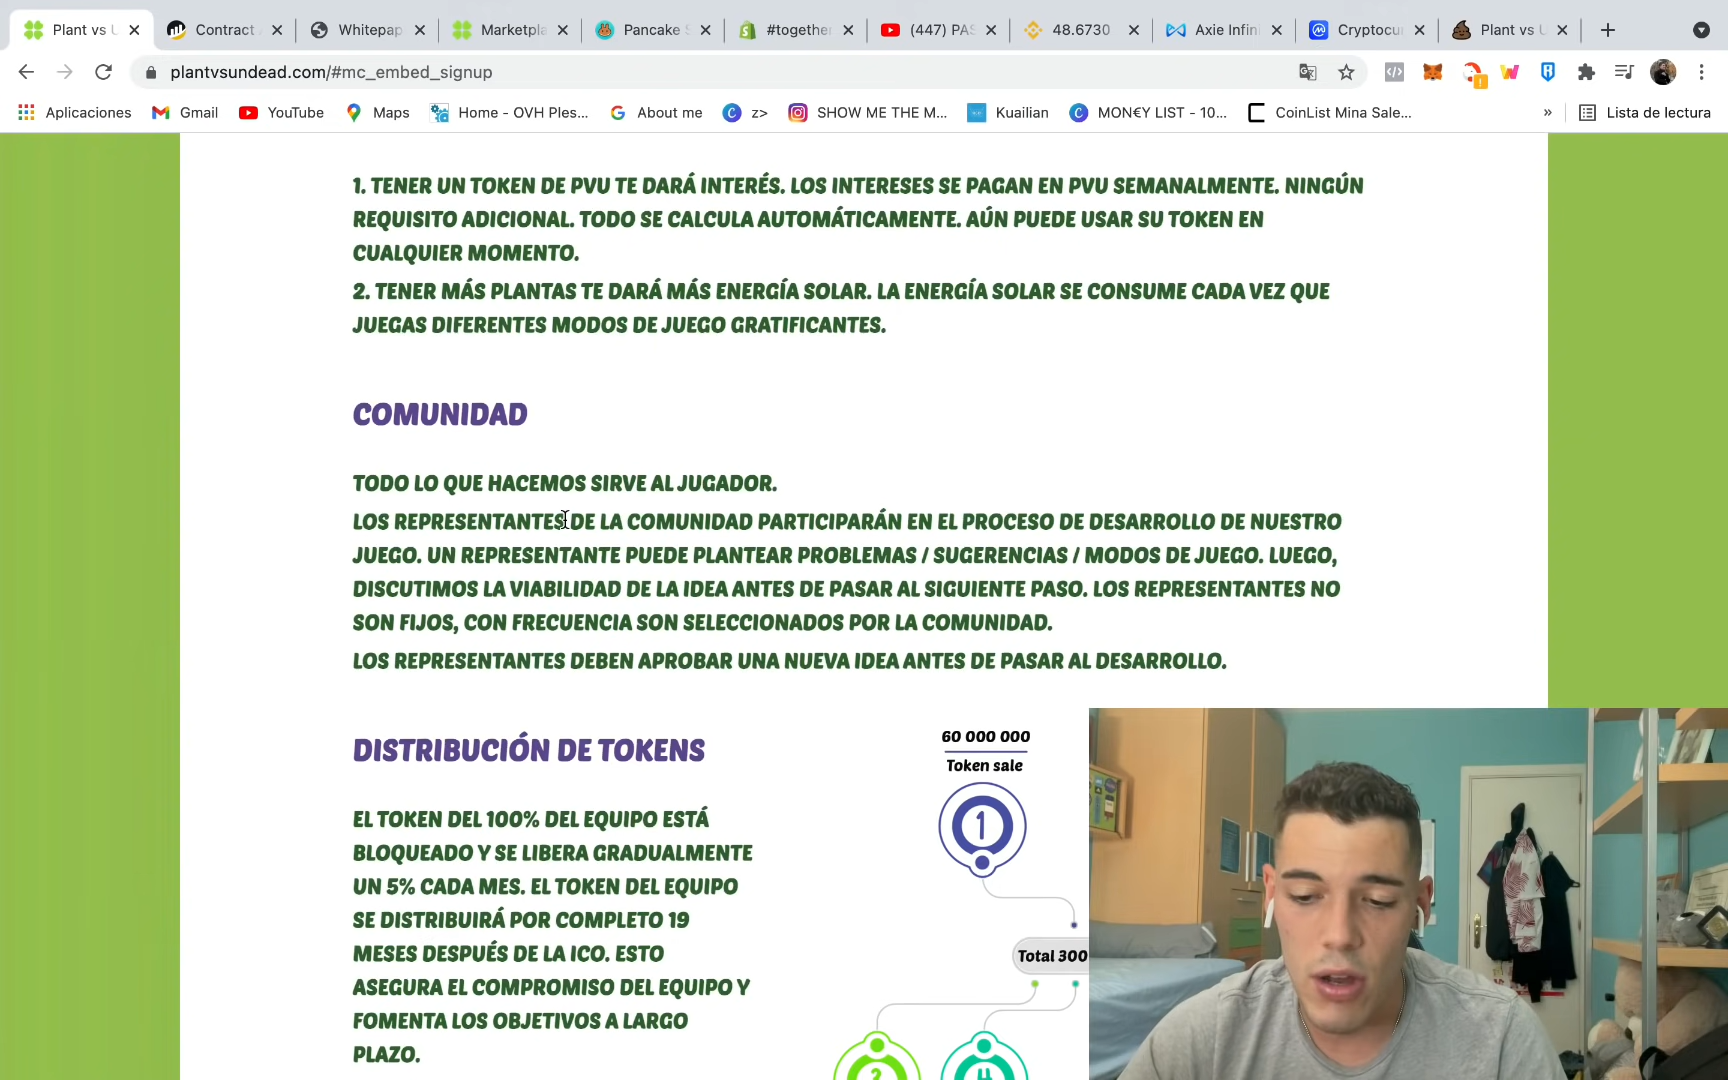 Plant vs U
Contract
Whitepap
Marketpla
Pancake S
#together
(447) PAS
48.6730
Axie Infin
Cryptocur
Plant vs U
plantvsundead.com/#mc_embed_signup
Aplicaciones
Gmail
YouTube
Maps
Home - OVH Ples...
About me
z>
SHOW ME THE M...
Kuailian
MON€Y LIST - 10...
CoinList Mina Sale...
»
Lista de lectura
1. TENER UN TOKEN DE PVU TE DARÁ INTERÉS. LOS INTERESES SE PAGAN EN PVU SEMANALMENTE. NINGÚN
REQUISITO ADICIONAL. TODO SE CALCULA AUTOMÁTICAMENTE. AÚN PUEDE USAR SU TOKEN EN
CUALQUIER MOMENTO.
2. TENER MÁS PLANTAS TE DARÁ MÁS ENERGÍA SOLAR. LA ENERGÍA SOLAR SE CONSUME CADA VEZ QUE
JUEGAS DIFERENTES MODOS DE JUEGO GRATIFICANTES.
COMUNIDAD
TODO LO QUE HACEMOS SIRVE AL JUGADOR.
LOS REPRESENTANTES DE LA COMUNIDAD PARTICIPARÁN EN EL PROCESO DE DESARROLLO DE NUESTRO
JUEGO. UN REPRESENTANTE PUEDE PLANTEAR PROBLEMAS / SUGERENCIAS / MODOS DE JUEGO. LUEGO,
DISCUTIMOS LA VIABILIDAD DE LA IDEA ANTES DE PASAR AL SIGUIENTE PASO. LOS REPRESENTANTES NO
SON FIJOS, CON FRECUENCIA SON SELECCIONADOS POR LA COMUNIDAD.
LOS REPRESENTANTES DEBEN APROBAR UNA NUEVA IDEA ANTES DE PASAR AL DESARROLLO.
DISTRIBUCIÓN DE TOKENS
EL TOKEN DEL 100% DEL EQUIPO ESTÁ
BLOQUEADO Y SE LIBERA GRADUALMENTE
UN 5% CADA MES. EL TOKEN DEL EQUIPO
SE DISTRIBUIRÁ POR COMPLETO 19
MESES DESPUÉS DE LA ICO. ESTO
ASEGURA EL COMPROMISO DEL EQUIPO Y
FOMENTA LOS OBJETIVOS A LARGO
PLAZO.
60 000 000
Token sale
1
Total 300